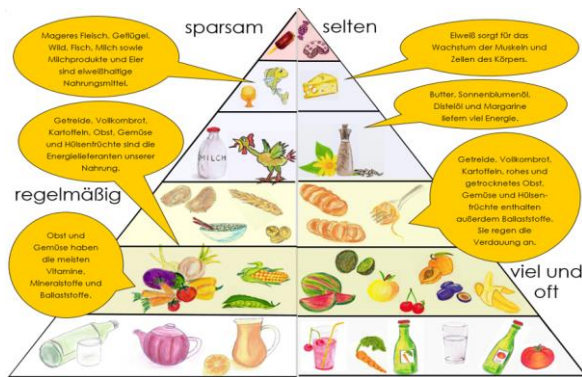 sparsam
selten
Mageres Fleisch, Geflügel,
Wild, Fisch, Milch sowie
Milchprodukte und Eier
sind eiweißhaltige
Nahrungsmittel.
Eiweiß sorgt für das
Wachstum der Muskeln und
Zellen des Körpers.
Butter, Sonnenblumenöl,
Distelöl und Margarine
liefern viel Energie.
Getreide, Vollkornbrot,
Kartoffeln, Obst, Gemüse
und Hülsenfrüchte sind die
Energielieferanten unserer
Nahrung.
MILCH
Getreide, Vollkornbrot,
Kartoffeln, rohes und
getrocknetes Obst,
Gemüse und Hülsen-
früchte enthalten
außerdem Ballaststoffe.
Sie regen die
Verdauung an.
regelmäßig
Obst und
Gemüse haben
die meisten
Vitamine,
Mineralstoffe und
Ballaststoffe.
viel und
oft